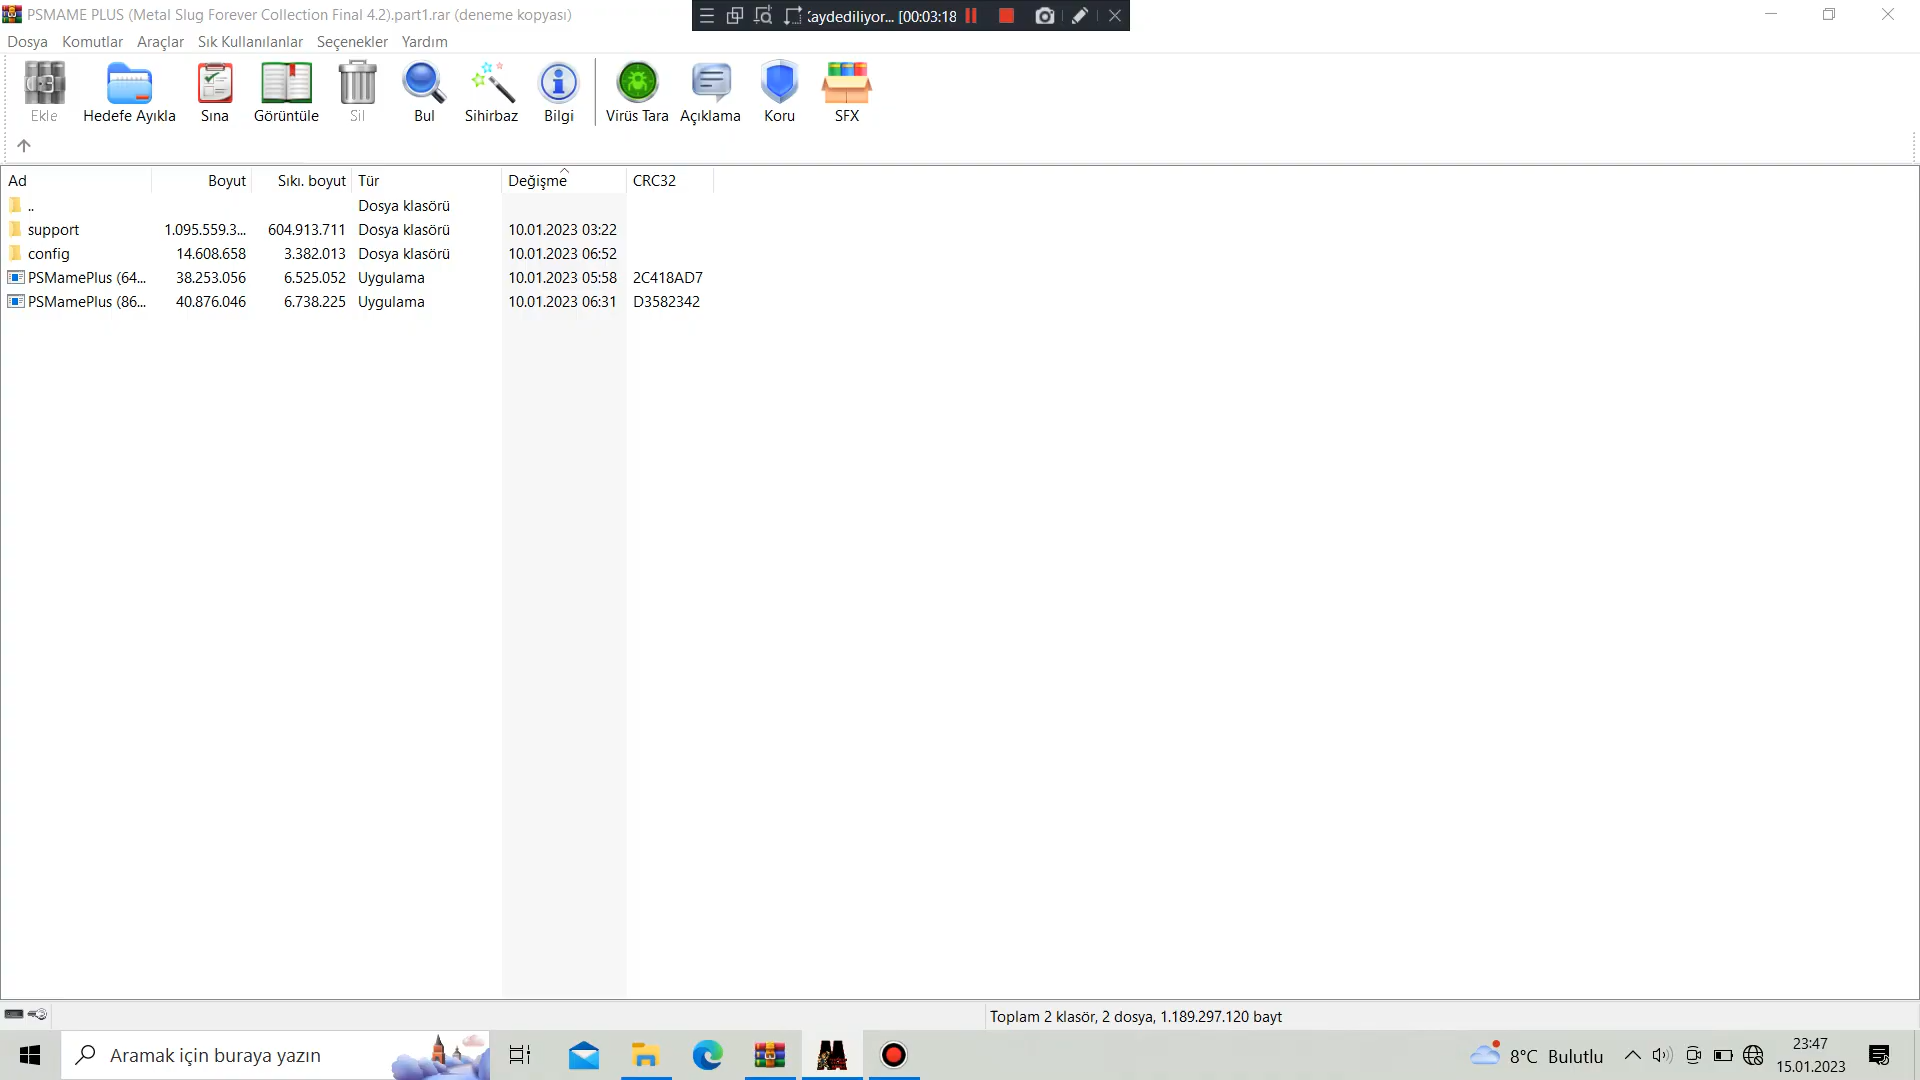 PSMAME PLUS (Metal Slug Forever Collection Final 4.2).part1.rar (deneme kopyası)
aydediliyor... [00:03:18
Dosya Komutlar Araçlar Sık Kullanılanlar Seçenekler Yardım
Ekle Hedefe Ayıkla Sına Görüntüle Sil Bul Sihirbaz Bilgi Virüs Tara Açıklama Koru SFX
Ad Boyut Sıkı. boyut Tür Değişme CRC32
.. Dosya klasörü
support 1.095.559.3... 604.913.711 Dosya klasörü 10.01.2023 03:22
config 14.608.658 3.382.013 Dosya klasörü 10.01.2023 06:52
PSMamePlus (64... 38.253.056 6.525.052 Uygulama 10.01.2023 05:58 2C418AD7
PSMamePlus (86... 40.876.046 6.738.225 Uygulama 10.01.2023 06:31 D3582342
Toplam 2 klasör, 2 dosya, 1.189.297.120 bayt
Aramak için buraya yazın
8°C Bulutlu
23:47
15.01.2023